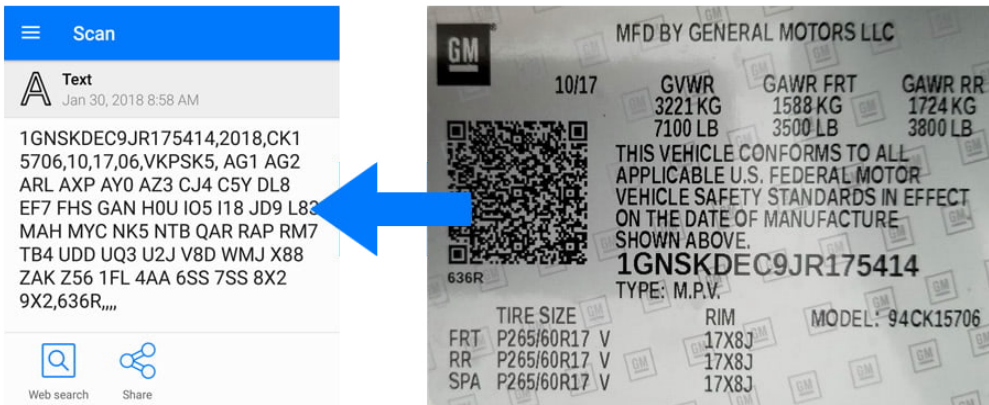 Scan
Text
Jan 30, 2018 8:58 AM
1GNSKDEC9JR175414,2018,CK1
5706,10,17,06,VKPSK5, AG1 AG2
ARL AXP AY0 AZ3 CJ4 C5Y DL8
EF7 FHS GAN H0U IO5 I18 JD9 L83
MAH MYC NK5 NTB QAR RAP RM7
TB4 UDD UQ3 U2J V8D WMJ X88
ZAK Z56 1FL 4AA 6SS 7SS 8X2
9X2,636R,,,,
Web search Share
GM
MFD BY GENERAL MOTORS LLC
10/17 GVWR GAWR FRT GAWR RR
3221 KG 1588 KG 1724 KG
7100 LB 3500 LB 3800 LB
THIS VEHICLE CONFORMS TO ALL
APPLICABLE U.S. FEDERAL MOTOR
VEHICLE SAFETY STANDARDS IN EFFECT
ON THE DATE OF MANUFACTURE
SHOWN ABOVE.
636R 1GNSKDEC9JR175414
TYPE: M.P.V.
TIRE SIZE RIM MODEL: 94CK15706
FRT P265/60R17 V 17X8J
RR P265/60R17 V 17X8J
SPA P265/60R17 V 17X8J